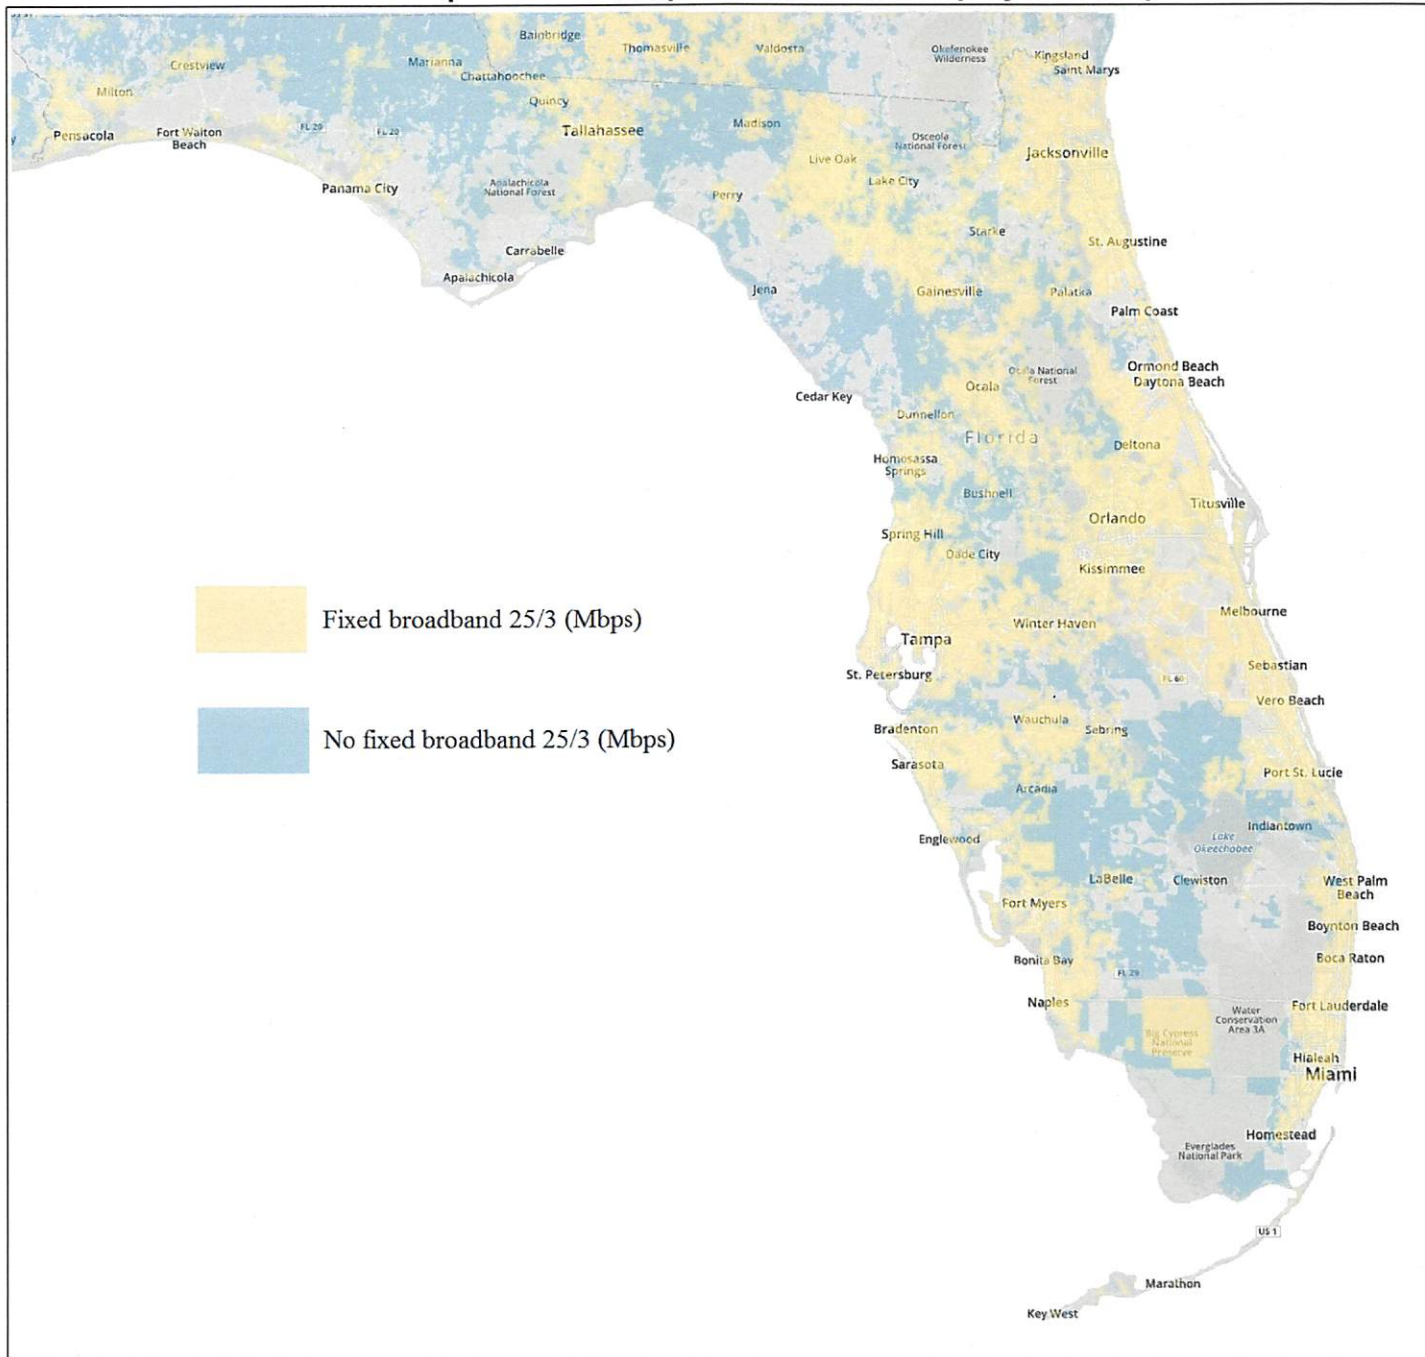 Bainbridge
Thomasville
Valdosta
Okefenokee
Wilderness
Kingsland
Saint Marys
Crestview
Marianna
Chattahoochee
Milton
Quincy
Pensacola
Fort Walton
Beach
FL 20
FL 20
Tallahassee
Madison
Osceola
National Forest
Jacksonville
Live Oak
Lake City
Panama City
Apalachicola
National Forest
Perry
Starke
St. Augustine
Carrabelle
Apalachicola
Jena
Gainesville
Palatka
Palm Coast
Ocala National
Forest
Ormond Beach
Daytona Beach
Ocala
Cedar Key
Dunnellon
Florida
Deltona
Homosassa
Springs
Bushnell
Titusville
Orlando
Spring Hill
Dade City
Kissimmee
Fixed broadband 25/3 (Mbps)
Melbourne
Winter Haven
Tampa
St. Petersburg
Sebastian
FL 60
Vero Beach
No fixed broadband 25/3 (Mbps)
Wauchula
Bradenton
Sebring
Sarasota
Port St. Lucie
Arcadia
Indiantown
Englewood
Lake
Okeechobee
LaBelle
Clewiston
West Palm
Beach
Fort Myers
Boynton Beach
Bonita Bay
Boca Raton
FL 29
Naples
Fort Lauderdale
Water
Conservation
Area 3A
Big Cypress
National
Preserve
Hialeah
Miami
Homestead
Everglades
National Park
US 1
Marathon
Key West